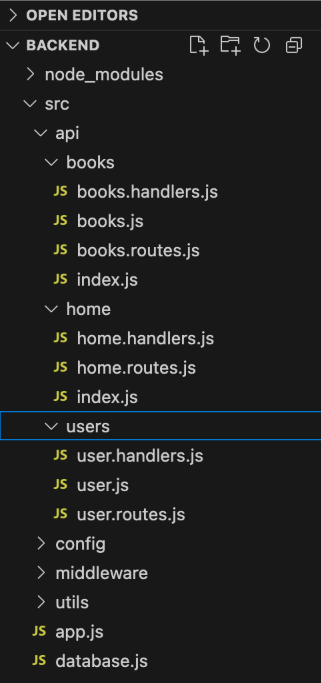 OPEN EDITORS
BACKEND
node_modules
src
api
books
JS books.handlers.js
JS books.js
JS books.routes.js
JS index.js
home
JS home.handlers.js
JS home.routes.js
JS index.js
users
JS user.handlers.js
JS user.js
JS user.routes.js
config
middleware
utils
JS app.js
JS database.js